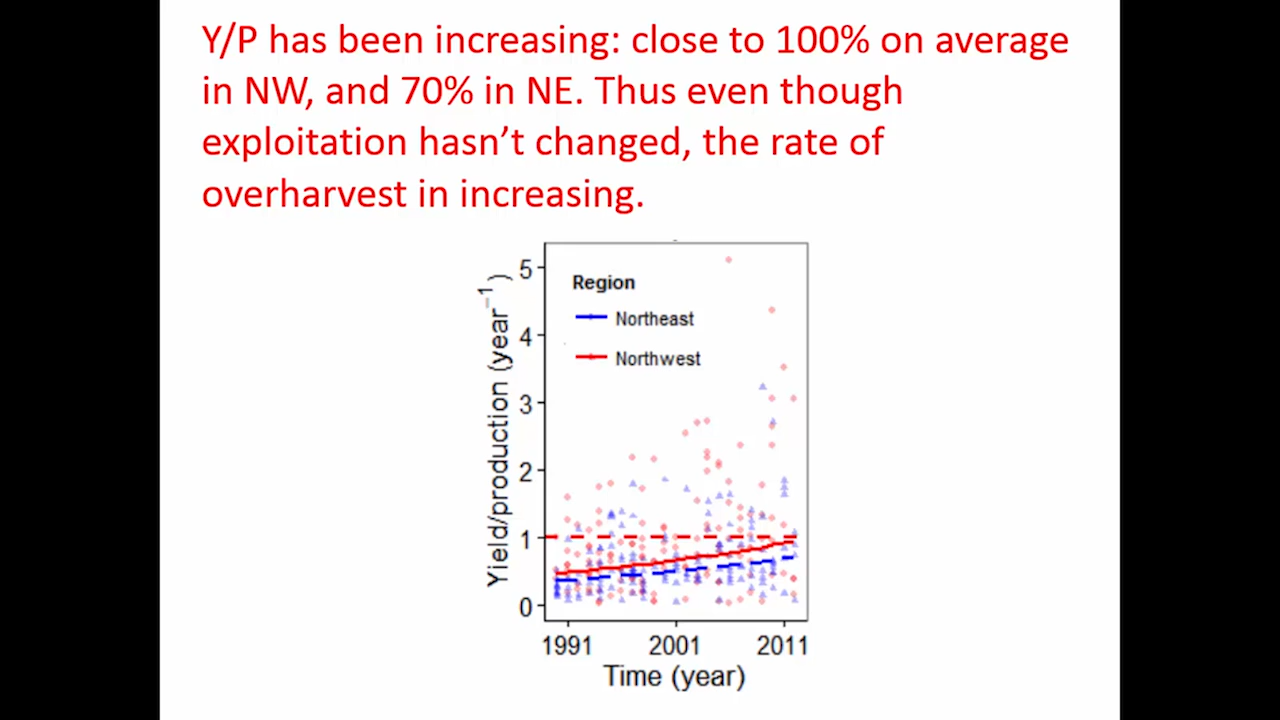 Y/P has been increasing: close to 100% on average
in NW, and 70% in NE. Thus even though
exploitation hasn’t changed, the rate of
overharvest in increasing.
Region
Northeast
Northwest
Yield/production (year⁻¹)
5
4
3
2
1
0
1991 2001 2011
Time (year)